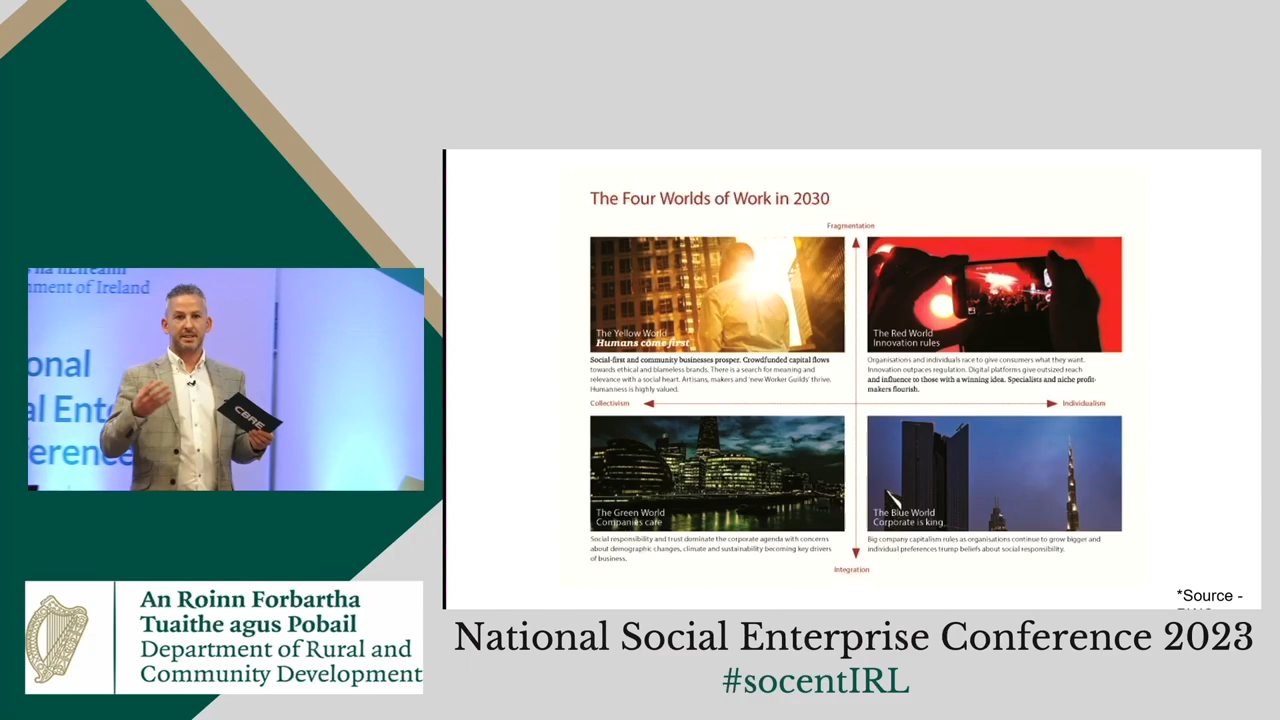 na hÉireann
nment of Ireland
onal
al Ente
erence
CBRE
An Roinn Forbartha
Tuaithe agus Pobail
Department of Rural and
Community Development
The Four Worlds of Work in 2030
Fragmentation
The Yellow World
Humans come first
Social-first and community businesses prosper. Crowdfunded capital flows
towards ethical and blameless brands. There is a search for meaning and
relevance with a social heart. Artisans, makers and 'new Worker Guilds' thrive.
Humanness is highly valued.
The Red World
Innovation rules
Organisations and individuals race to give consumers what they want.
Innovation outpaces regulation. Digital platforms give outsized reach
and influence to those with a winning idea. Specialists and niche profit-
makers flourish.
Collectivism
Individualism
The Green World
Companies care
Social responsibility and trust dominate the corporate agenda with concerns
about demographic changes, climate and sustainability becoming key drivers
of business.
The Blue World
Corporate is king
Big company capitalism rules as organisations continue to grow bigger and
individual preferences trump beliefs about social responsibility.
Integration
*Source -
National Social Enterprise Conference 2023
#socentIRL